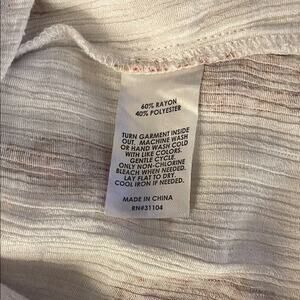 60% RAYON
40% POLYESTER
TURN GARMENT INSIDE
OUT. MACHINE WASH
OR HAND WASH COLD
WITH LIKE COLORS.
GENTLE CYCLE.
ONLY NON-CHLORINE
BLEACH WHEN NEEDED.
LAY FLAT TO DRY.
COOL IRON IF NEEDED.
MADE IN CHINA
RN#31104